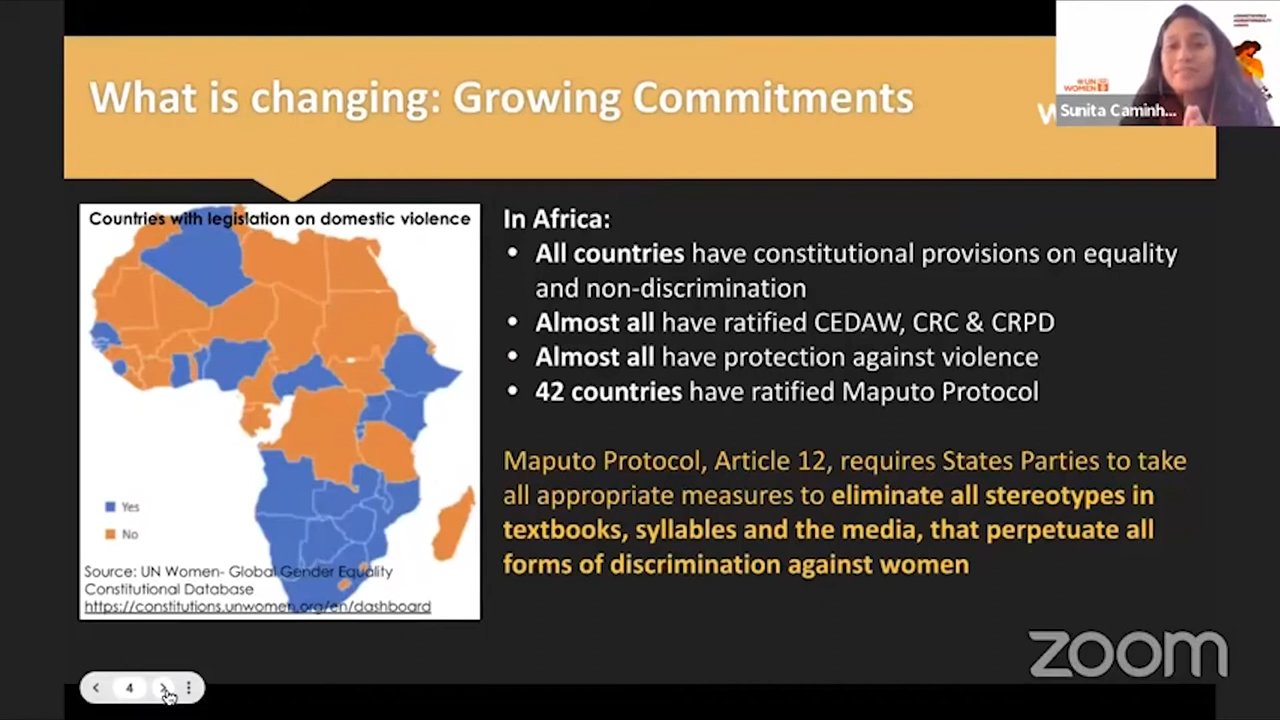 What is changing: Growing Commitments
UN
WOMEN
Sunita Caminh...
Countries with legislation on domestic violence
Yes
No
Source: UN Women- Global Gender Equality
Constitutional Database
https://constitutions.unwomen.org/en/dashboard
In Africa:
• All countries have constitutional provisions on equality
and non-discrimination
• Almost all have ratified CEDAW, CRC & CRPD
• Almost all have protection against violence
• 42 countries have ratified Maputo Protocol
Maputo Protocol, Article 12, requires States Parties to take
all appropriate measures to eliminate all stereotypes in
textbooks, syllables and the media, that perpetuate all
forms of discrimination against women
zoom
4